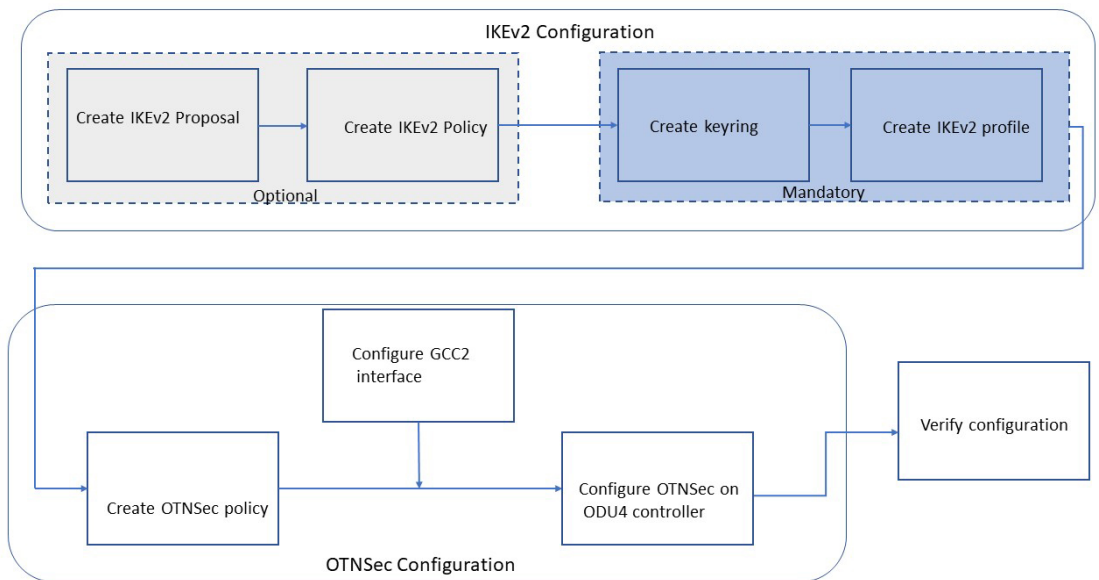 IKEv2 Configuration
Create IKEv2 Proposal
Create IKEv2 Policy
Create keyring
Create IKEv2 profile
Optional
Mandatory
Configure GCC2
interface
Verify configuration
Create OTNSec policy
Configure OTNSec on
ODU4 controller
OTNSec Configuration